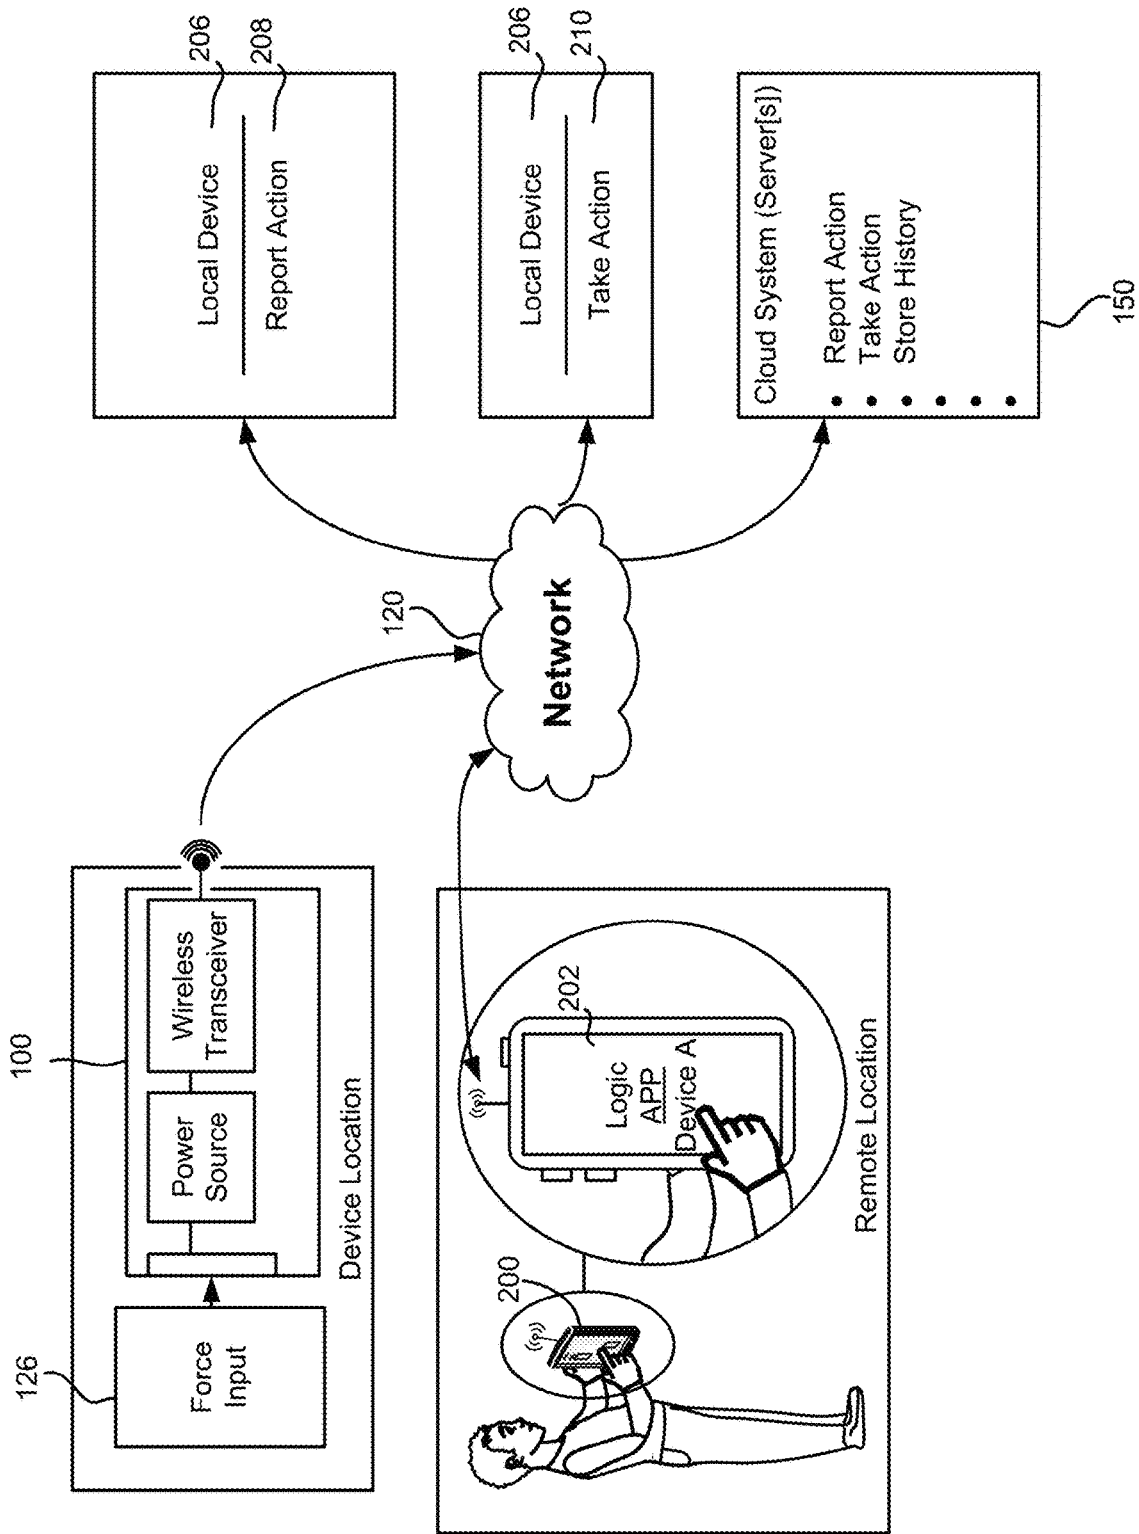 126
100
Force
Input
Power
Source
Wireless
Transceiver
Device Location
200
202
Logic
APP
Device A
Remote Location
120
Network
206
Local Device
208
Report Action
206
Local Device
210
Take Action
Cloud System (Server[s])
• Report Action
• Take Action
• Store History
•
•
•
150